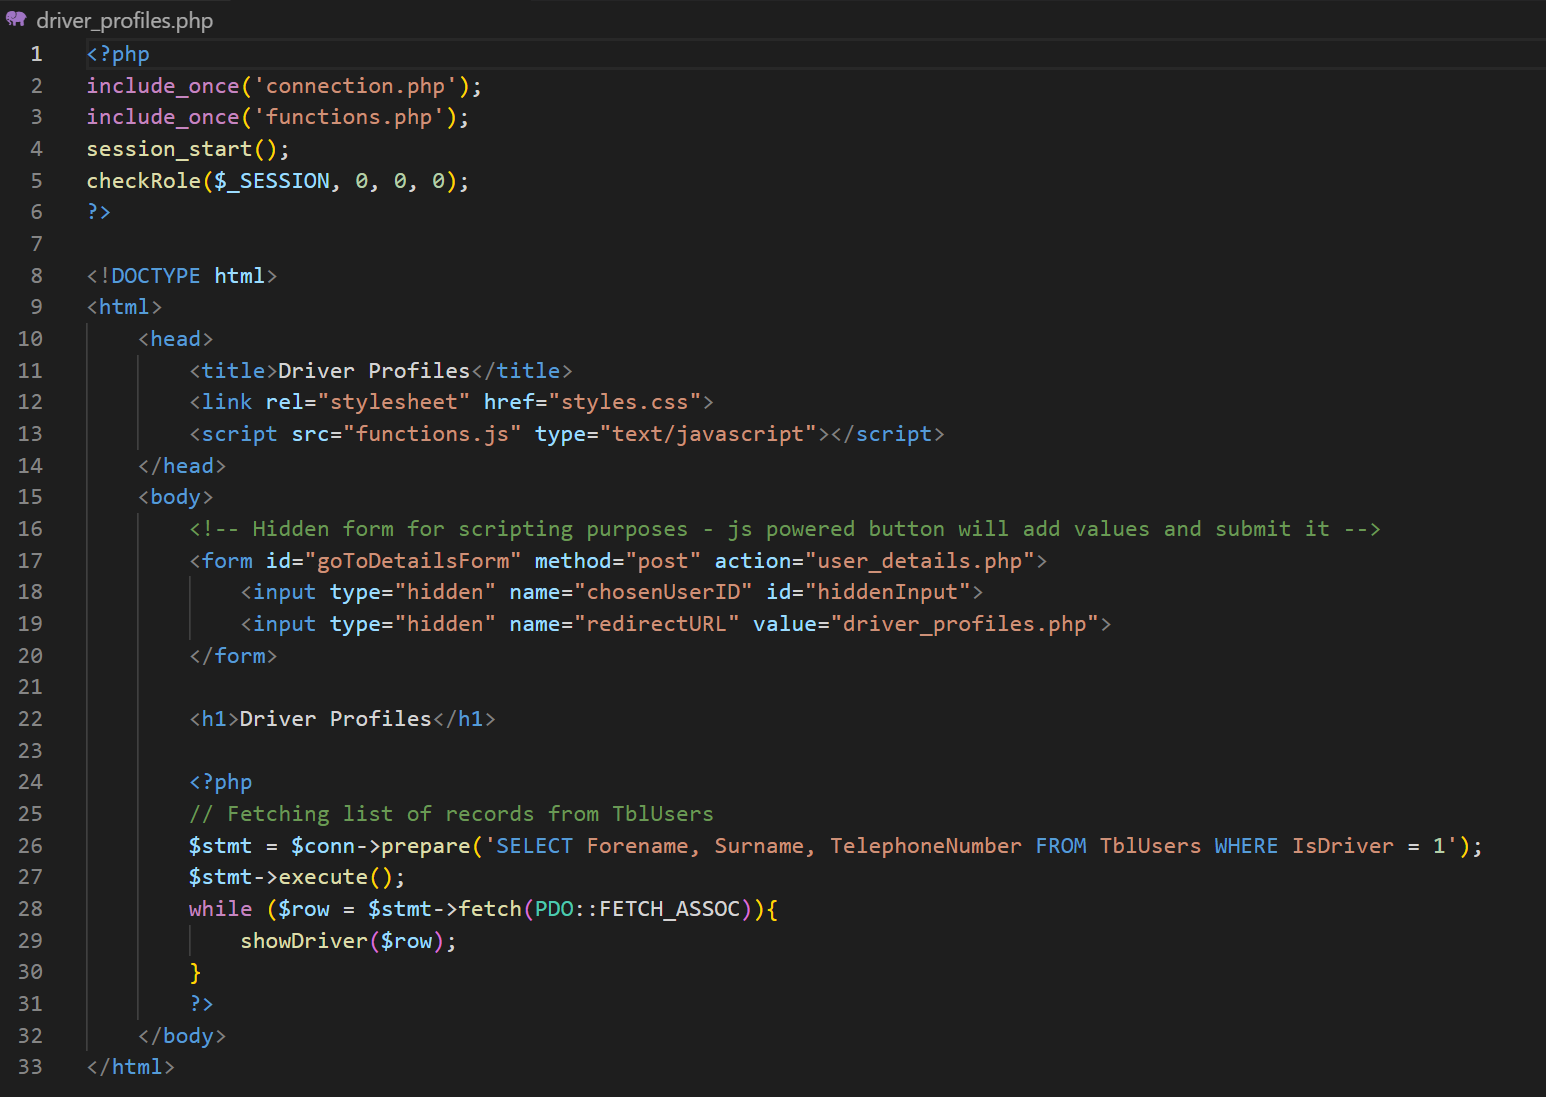 driver_profiles.php
1 <?php
2 include_once('connection.php');
3 include_once('functions.php');
4 session_start();
5 checkRole($_SESSION, 0, 0, 0);
6 ?>
7
8 <!DOCTYPE html>
9 <html>
10     <head>
11         <title>Driver Profiles</title>
12         <link rel="stylesheet" href="styles.css">
13         <script src="functions.js" type="text/javascript"></script>
14     </head>
15     <body>
16         <!-- Hidden form for scripting purposes - js powered button will add values and submit it -->
17         <form id="goToDetailsForm" method="post" action="user_details.php">
18             <input type="hidden" name="chosenUserID" id="hiddenInput">
19             <input type="hidden" name="redirectURL" value="driver_profiles.php">
20         </form>
21
22         <h1>Driver Profiles</h1>
23
24         <?php
25         // Fetching list of records from TblUsers
26         $stmt = $conn->prepare('SELECT Forename, Surname, TelephoneNumber FROM TblUsers WHERE IsDriver = 1');
27         $stmt->execute();
28         while ($row = $stmt->fetch(PDO::FETCH_ASSOC)){
29             showDriver($row);
30         }
31         ?>
32     </body>
33 </html>